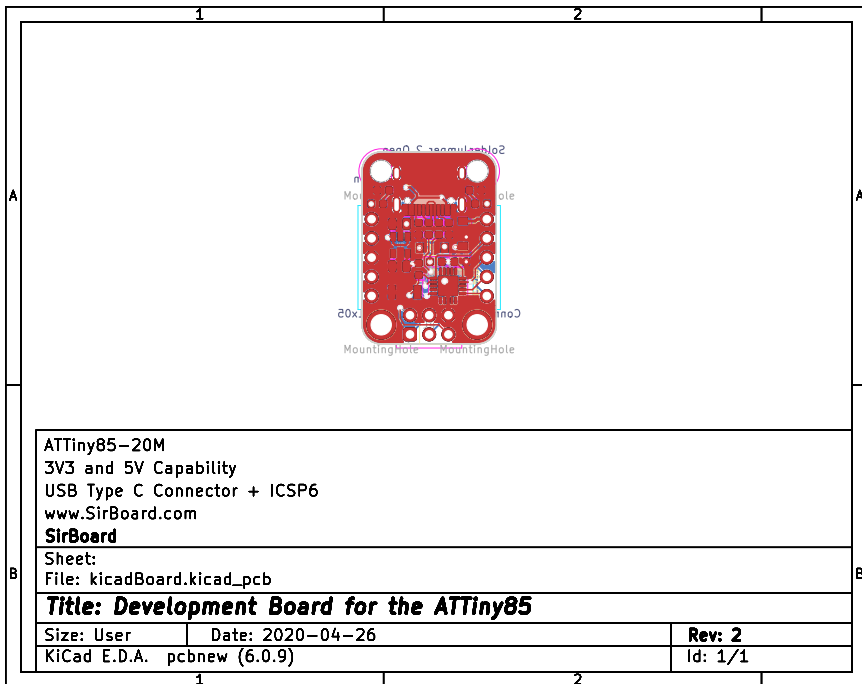 1 2
SolderJumper_2_Open
A A
MountingHole
x05
MountingHole MountingHole
ATTiny85-20M
3V3 and 5V Capability
USB Type C Connector + ICSP6
www.SirBoard.com
SirBoard
Sheet:
File: kicadBoard.kicad_pcb
B B
Title: Development Board for the ATTiny85
Size: User Date: 2020-04-26 Rev: 2
KiCad E.D.A. pcbnew (6.0.9) Id: 1/1
1 2